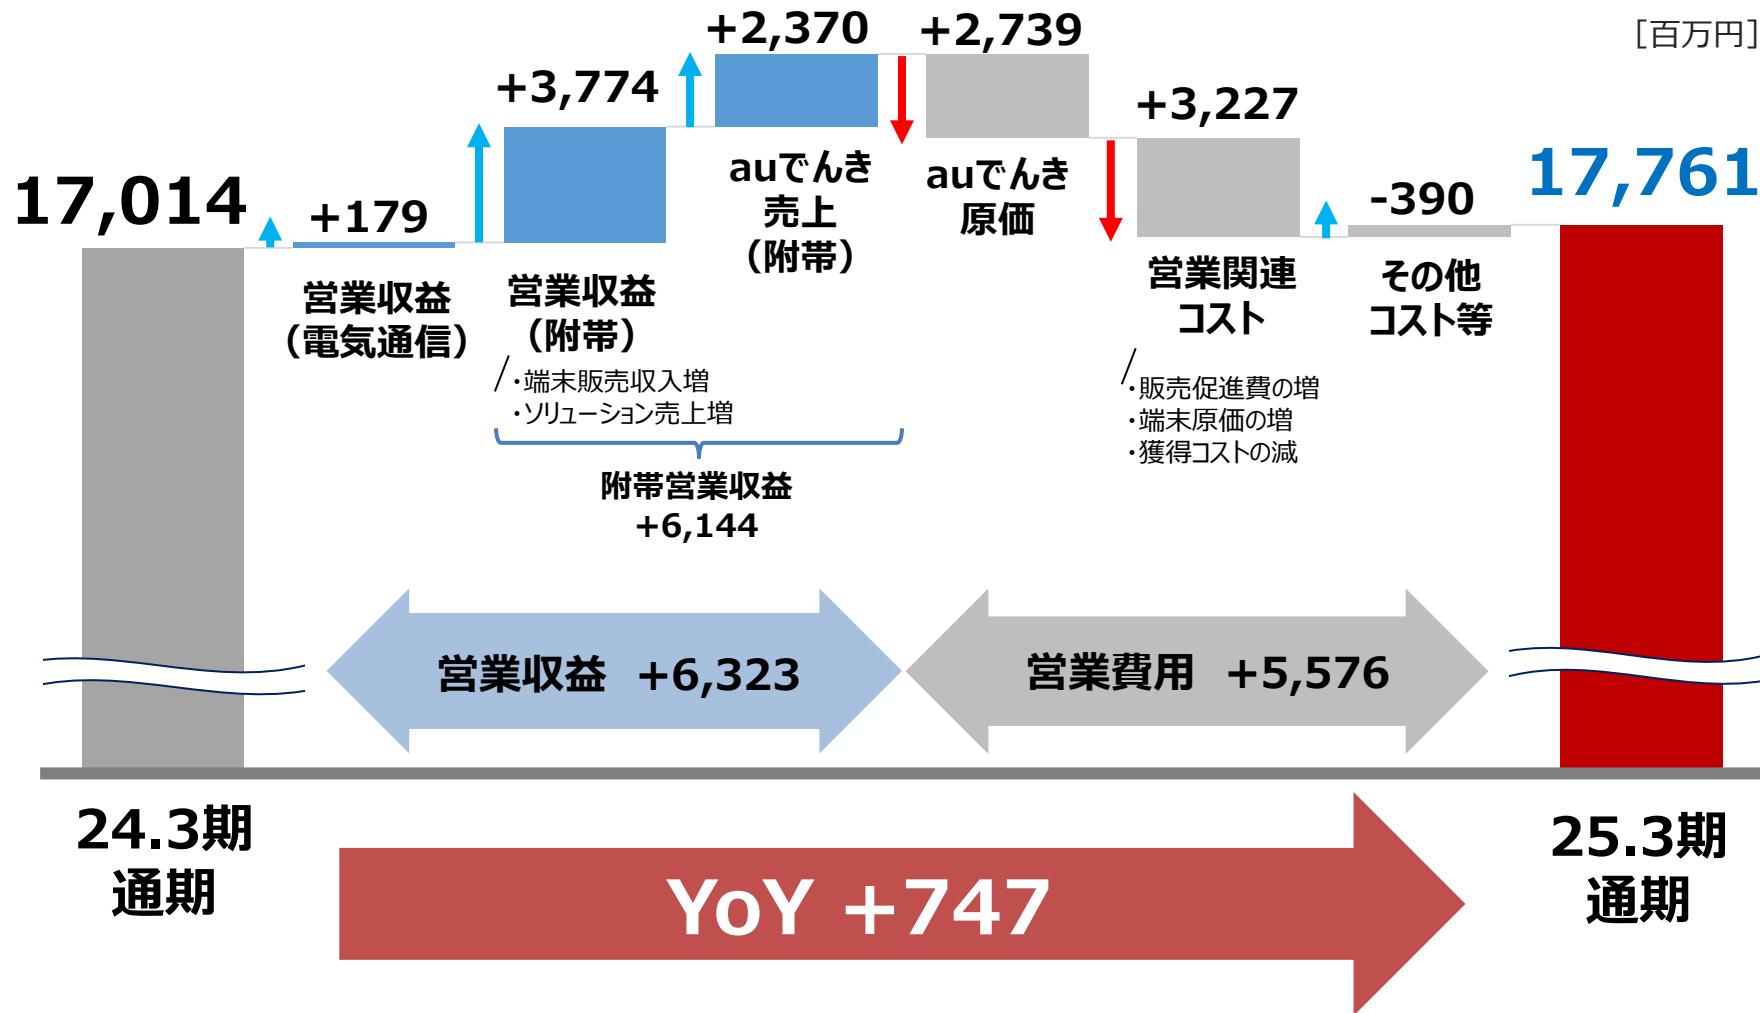 [百万円]
17,014
+179
営業収益
（電気通信）
+3,774
営業収益
（附帯）
・端末販売収入増
・ソリューション売上増
+2,370
auでんき
売上
（附帯）
附帯営業収益
+6,144
+2,739
auでんき
原価
+3,227
営業関連
コスト
・販売促進費の増
・端末原価の増
・獲得コストの減
-390
その他
コスト等
17,761
営業収益 +6,323
営業費用 +5,576
24.3期
通期
YoY +747
25.3期
通期